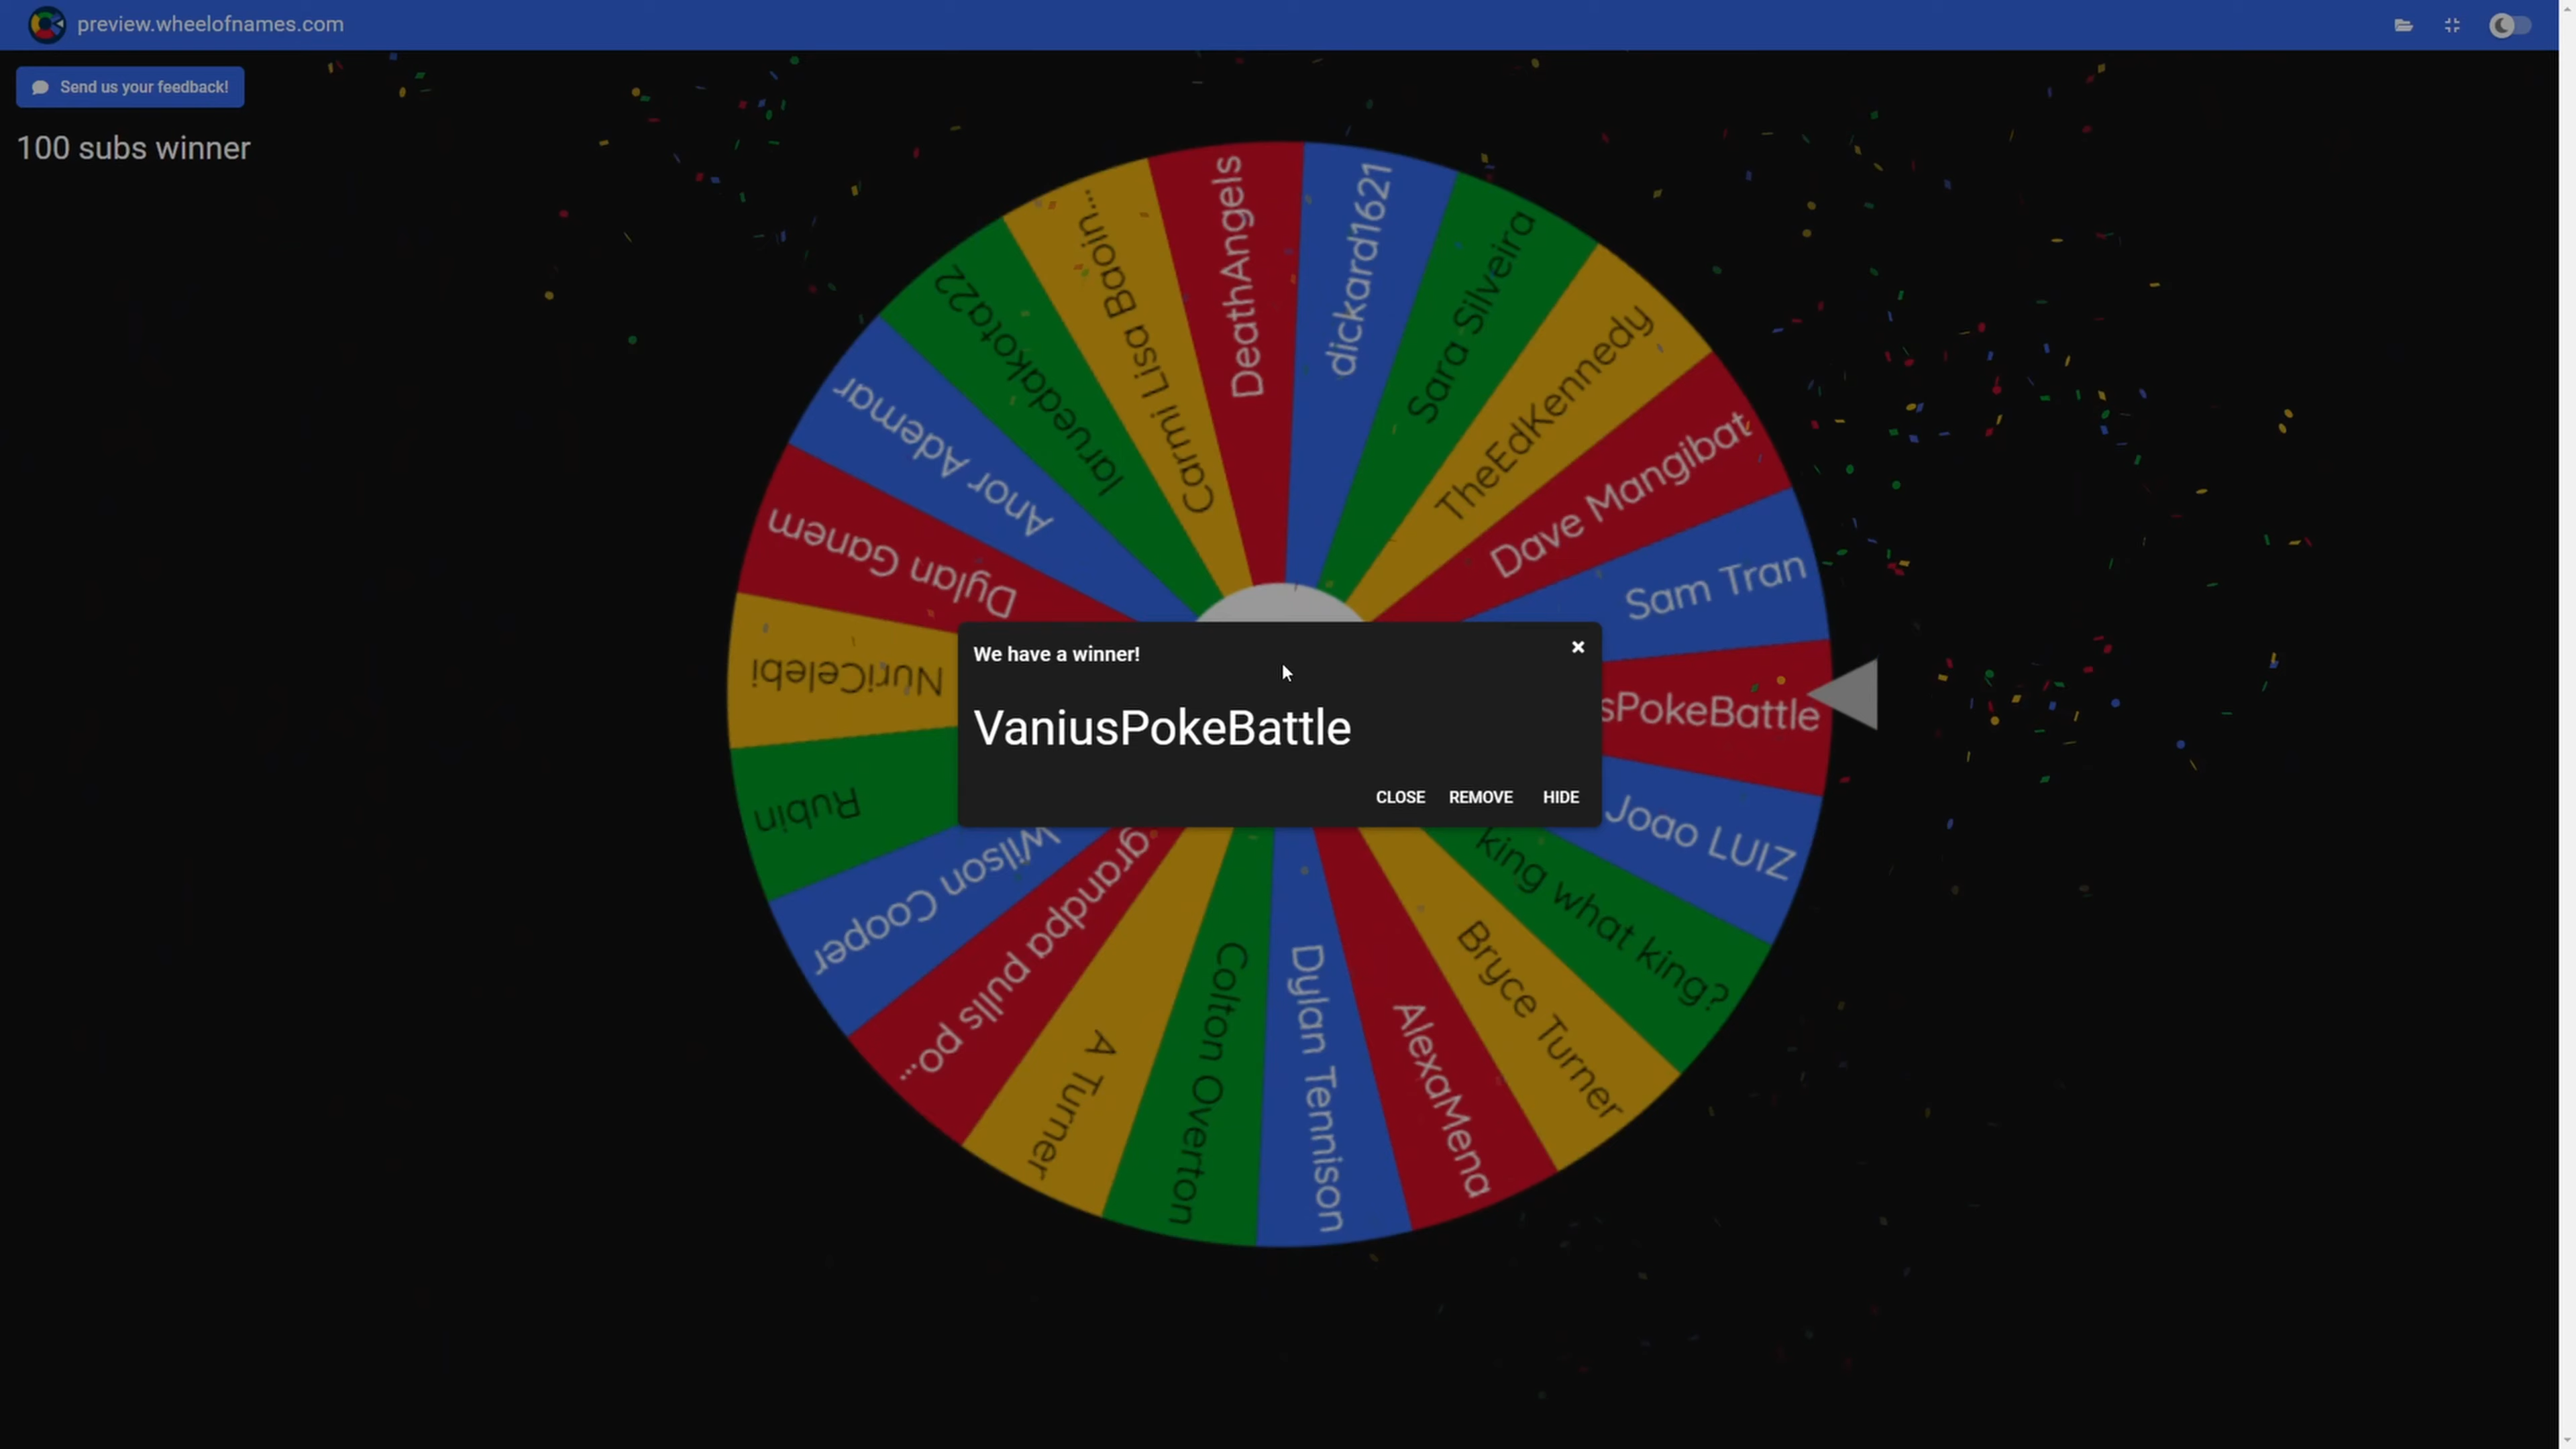 preview.wheelofnames.com
Send us your feedback!
100 subs winner
DeathAngels
dickard1621
Sara Silveira
TheEdKennedy
Dave Mangibat
Sam Tran
sPokeBattle
Joao LUIZ
king what king?
Bryce Turner
AlexaMena
Dylan Tennison
Colton Overton
A Turner
grandpa pulls po...
Wilson Cooper
Rubin
NuriCelebi
Dylan Ganem
Anor Ademar
laruedakota22
Carmi Lisa Baoin...
We have a winner!
VaniusPokeBattle
CLOSE REMOVE HIDE